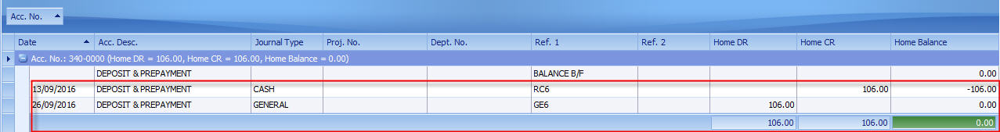 Acc. No.
Date Acc. Desc. Journal Type Proj. No. Dept. No. Ref. 1 Ref. 2 Home DR Home CR Home Balance
Acc. No.: 340-0000 (Home DR = 106.00, Home CR = 106.00, Home Balance = 0.00)
DEPOSIT & PREPAYMENT BALANCE B/F 0.00
13/09/2016 DEPOSIT & PREPAYMENT CASH RC6 106.00 -106.00
26/09/2016 DEPOSIT & PREPAYMENT GENERAL GE6 106.00 0.00
106.00 106.00 0.00